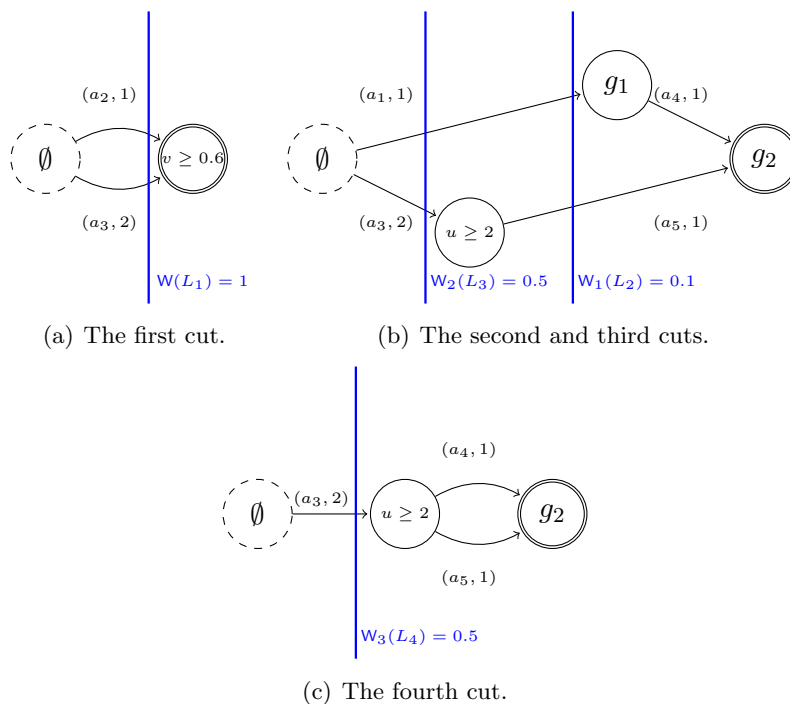 (a₂, 1)
∅
v ≥ 0.6
(a₃, 2)
W(L₁) = 1
(a) The first cut.
(a₁, 1)
g₁
(a₄, 1)
∅
g₂
(a₃, 2)
u ≥ 2
(a₅, 1)
W₂(L₃) = 0.5
W₁(L₂) = 0.1
(b) The second and third cuts.
(a₄, 1)
∅
(a₃, 2)
u ≥ 2
g₂
(a₅, 1)
W₃(L₄) = 0.5
(c) The fourth cut.